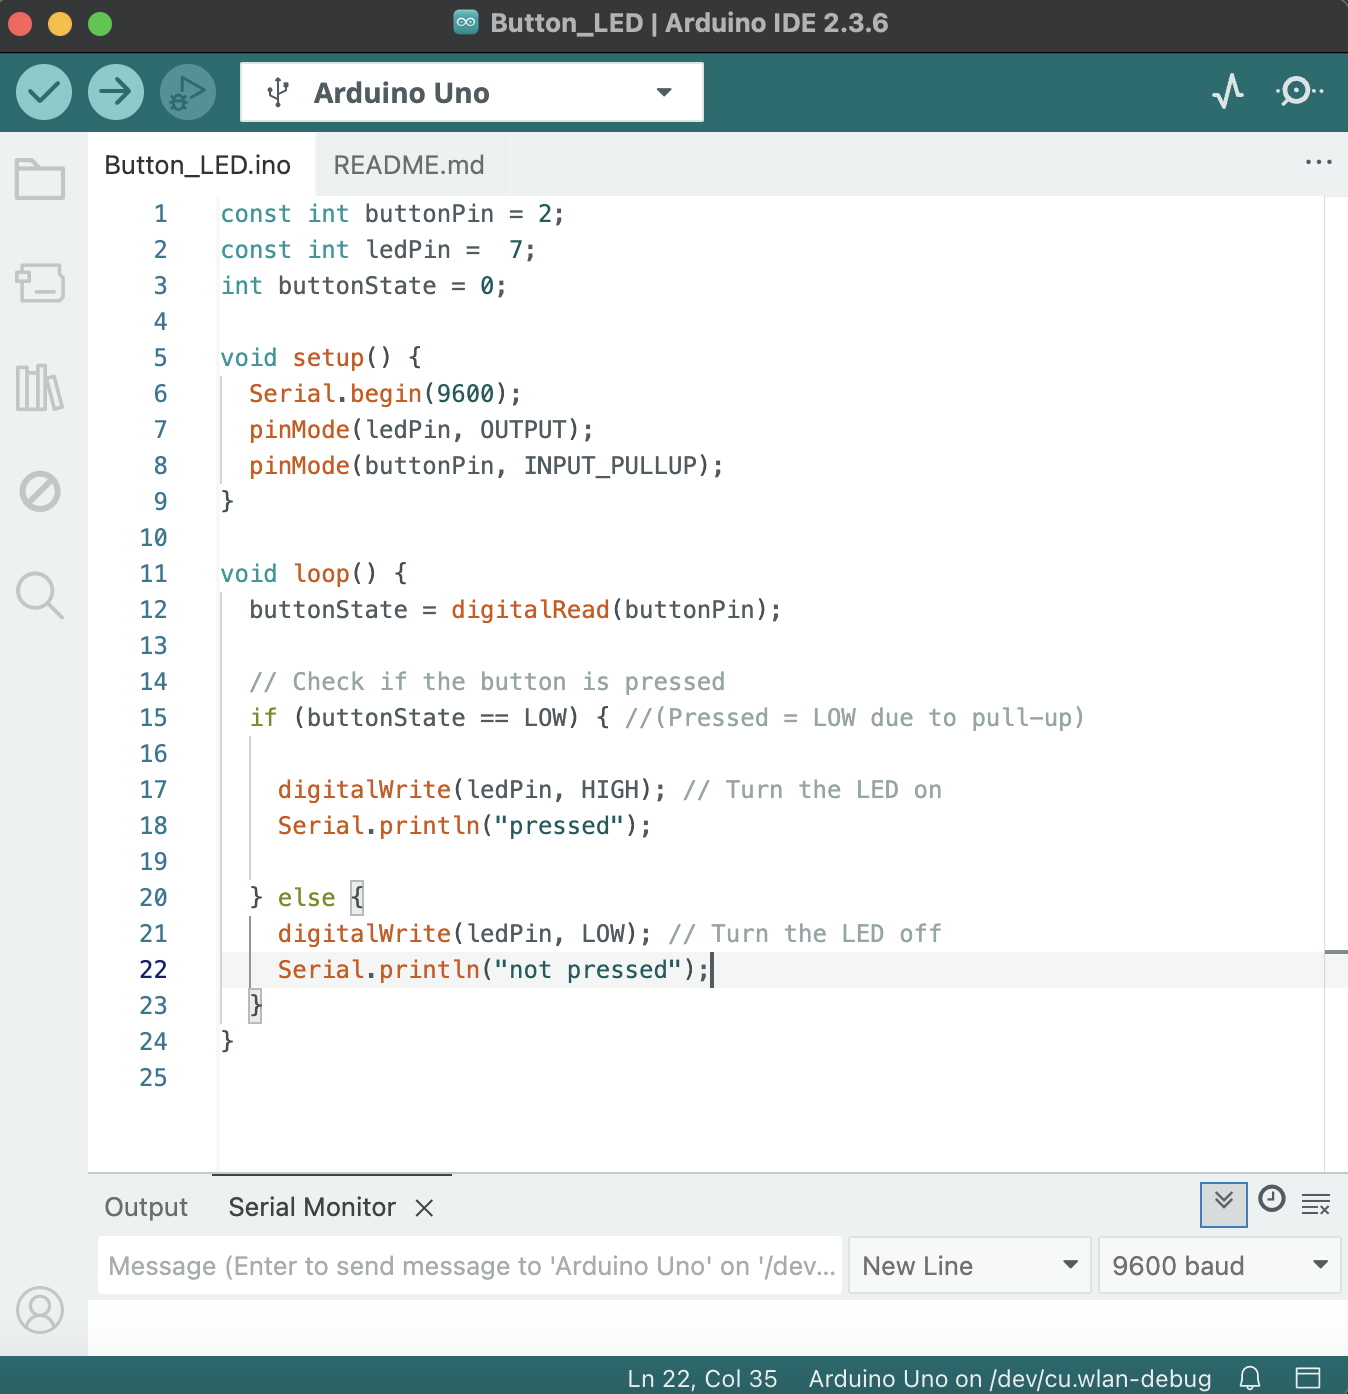 Button_LED | Arduino IDE 2.3.6
Arduino Uno
Button_LED.ino README.md
1 const int buttonPin = 2;
2 const int ledPin =  7;
3 int buttonState = 0;
4
5 void setup() {
6   Serial.begin(9600);
7   pinMode(ledPin, OUTPUT);
8   pinMode(buttonPin, INPUT_PULLUP);
9 }
10
11 void loop() {
12   buttonState = digitalRead(buttonPin);
13
14   // Check if the button is pressed
15   if (buttonState == LOW) { //(Pressed = LOW due to pull-up)
16
17     digitalWrite(ledPin, HIGH); // Turn the LED on
18     Serial.println("pressed");
19
20   } else {
21     digitalWrite(ledPin, LOW); // Turn the LED off
22     Serial.println("not pressed");
23   }
24 }
25
Output Serial Monitor
Message (Enter to send message to 'Arduino Uno' on '/dev... New Line 9600 baud
Ln 22, Col 35 Arduino Uno on /dev/cu.wlan-debug